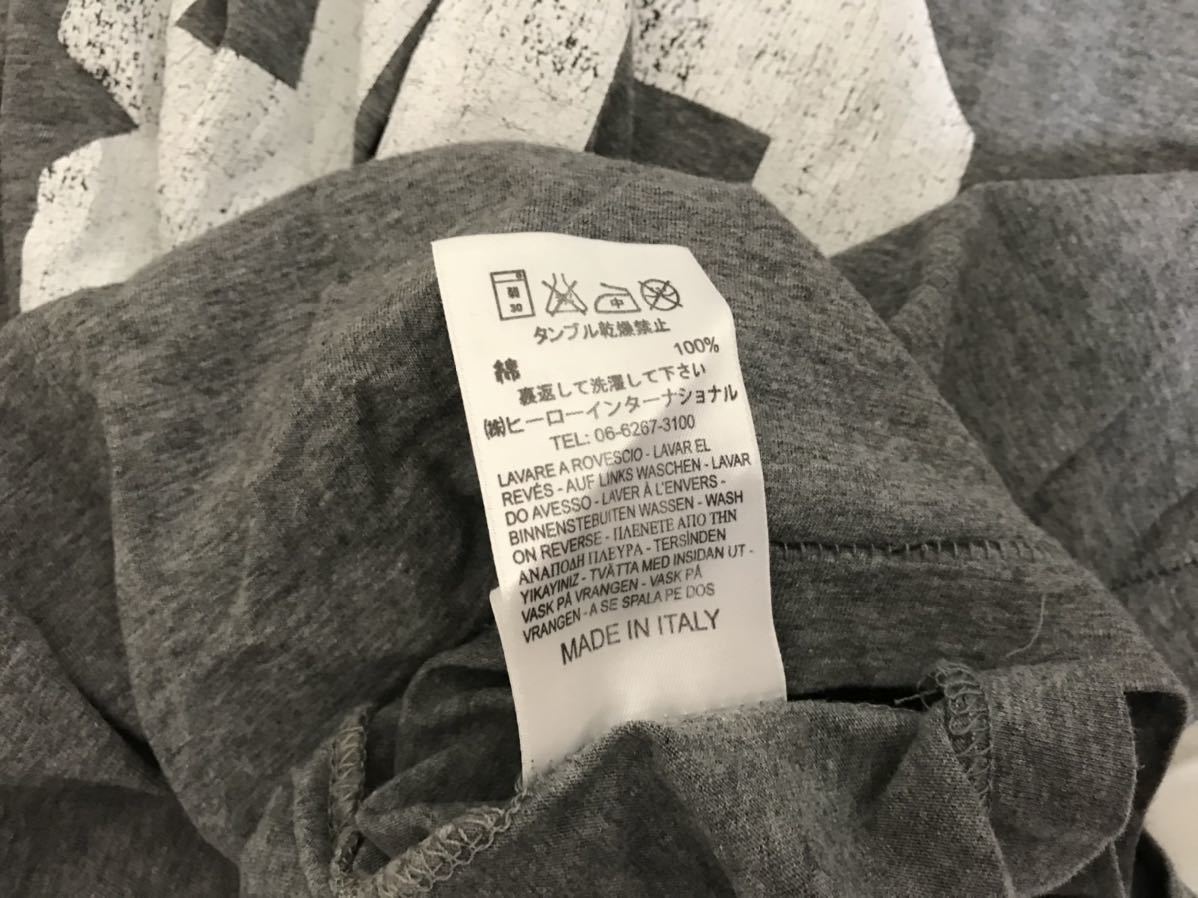 弱
30
中
タンブル乾燥禁止
綿 100%
裏返して洗濯して下さい
㈱ヒーローインターナショナル
TEL: 06-6267-3100
LAVARE A ROVESCIO - LAVAR EL
REVÉS - AUF LINKS WASCHEN - LAVAR
DO AVESSO - LAVER À L'ENVERS -
BINNENSTEBUITEN WASSEN - WASH
ON REVERSE - ΠΛΕΝΕΤΕ ΑΠΟ ΤΗΝ
ΑΝΑΠΟΔΗ ΠΛΕΥΡΑ - TERSİNDEN
YIKAYINIZ - TVÄTTA MED INSIDAN UT -
VASK PÅ VRANGEN - VASK PÅ
VRANGEN - A SE SPALA PE DOS
MADE IN ITALY